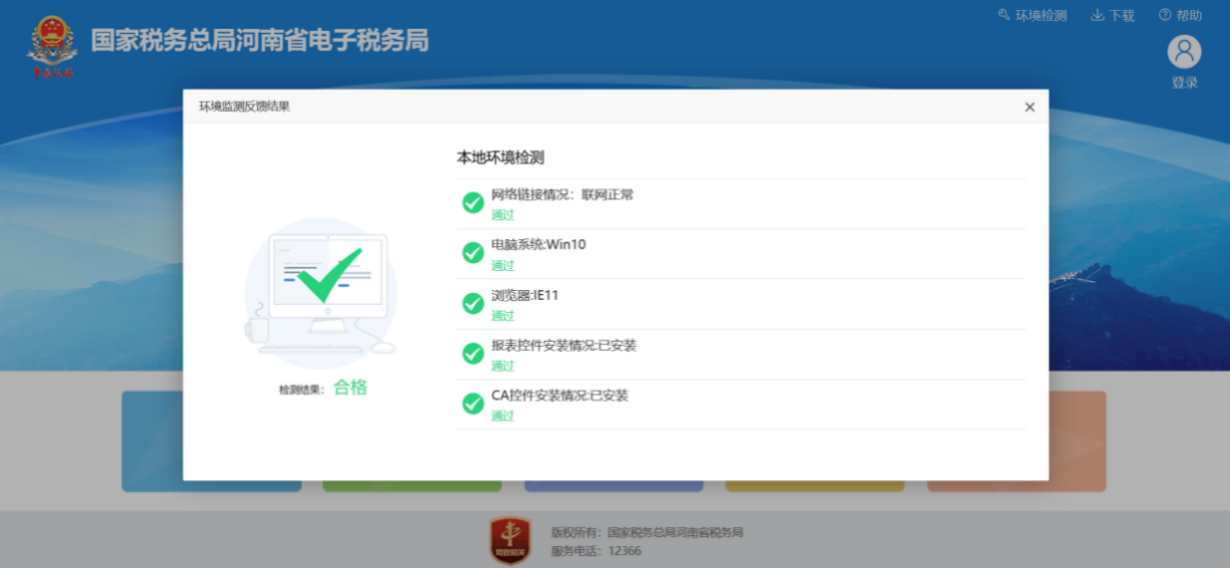 环境检测 下载 帮助
国家税务总局河南省电子税务局
登录
环境监测反馈结果
本地环境检测
网络链接情况：联网正常
通过
电脑系统:Win10
通过
浏览器:IE11
通过
报表控件安装情况:已安装
通过
CA控件安装情况:已安装
通过
检测结果：合格
党政机关
版权所有：国家税务总局河南省税务局
服务电话：12366